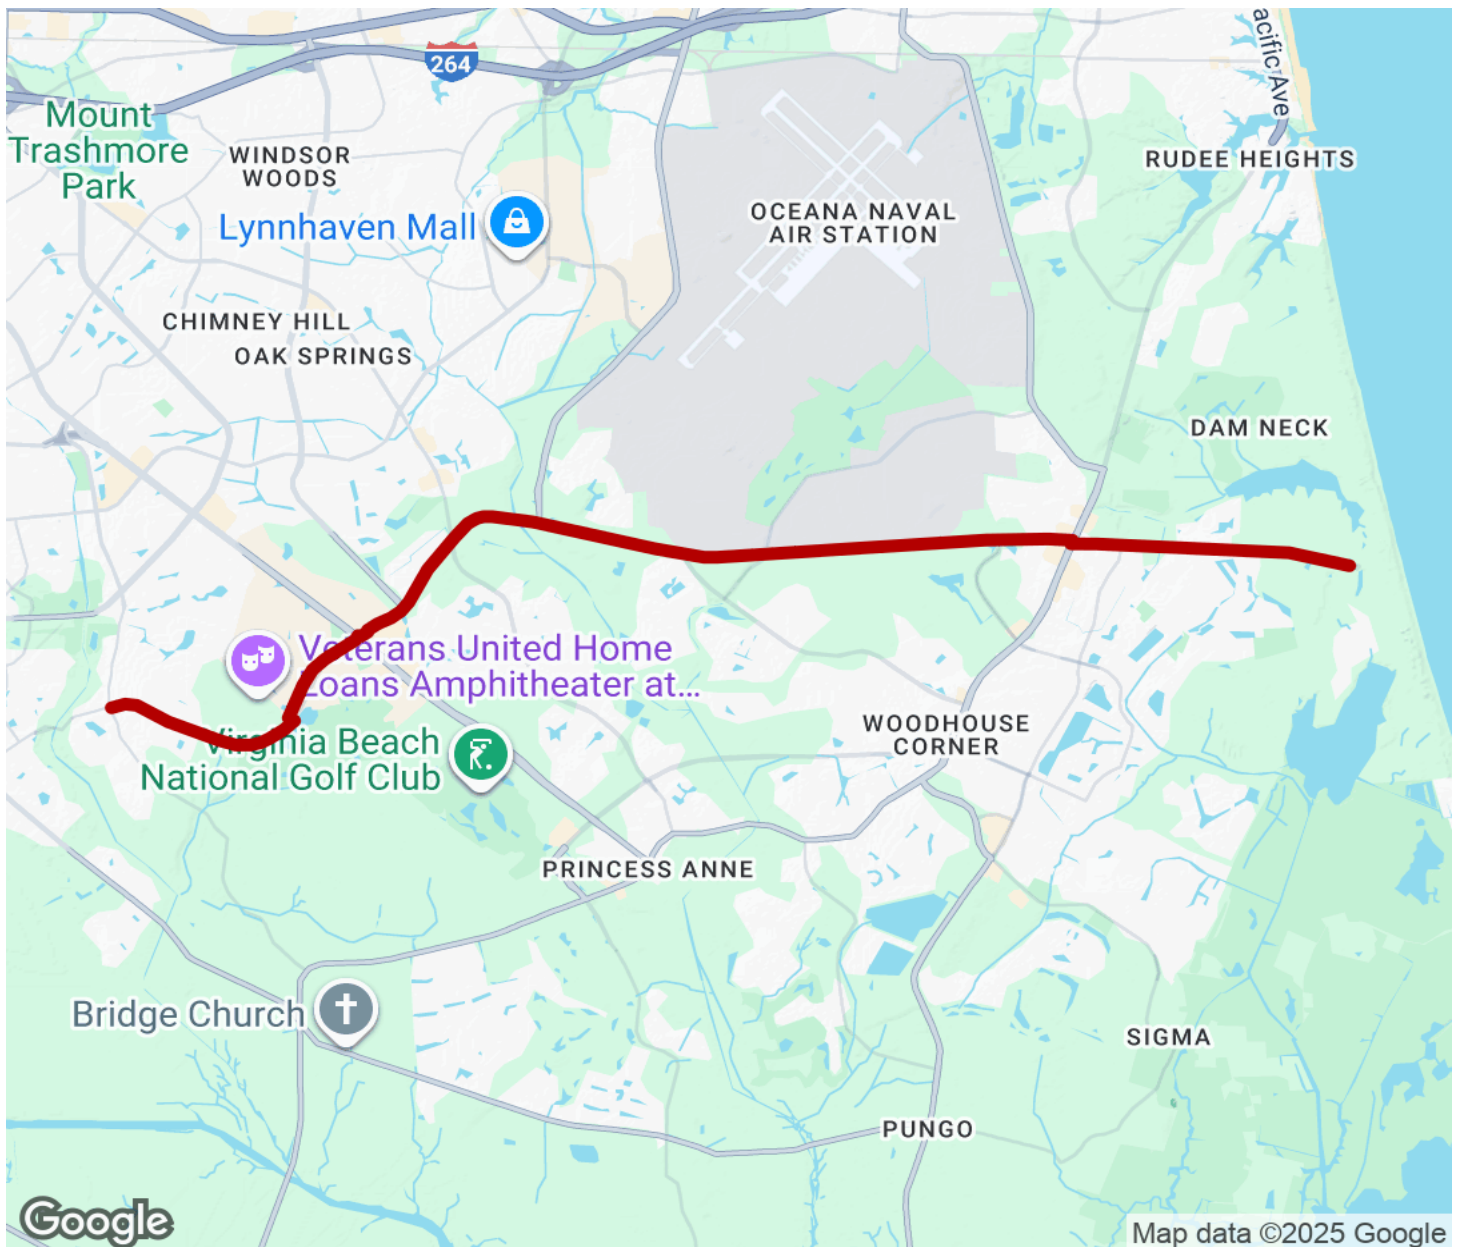 acific Ave
264
Mount
Trashmore
Park
WINDSOR
WOODS
RUDEE HEIGHTS
Lynnhaven Mall
OCEANA NAVAL
AIR STATION
CHIMNEY HILL
OAK SPRINGS
DAM NECK
Veterans United Home
Loans Amphitheater at...
Virginia Beach
National Golf Club
WOODHOUSE
CORNER
PRINCESS ANNE
Bridge Church
SIGMA
PUNGO
Google
Map data ©2025 Google